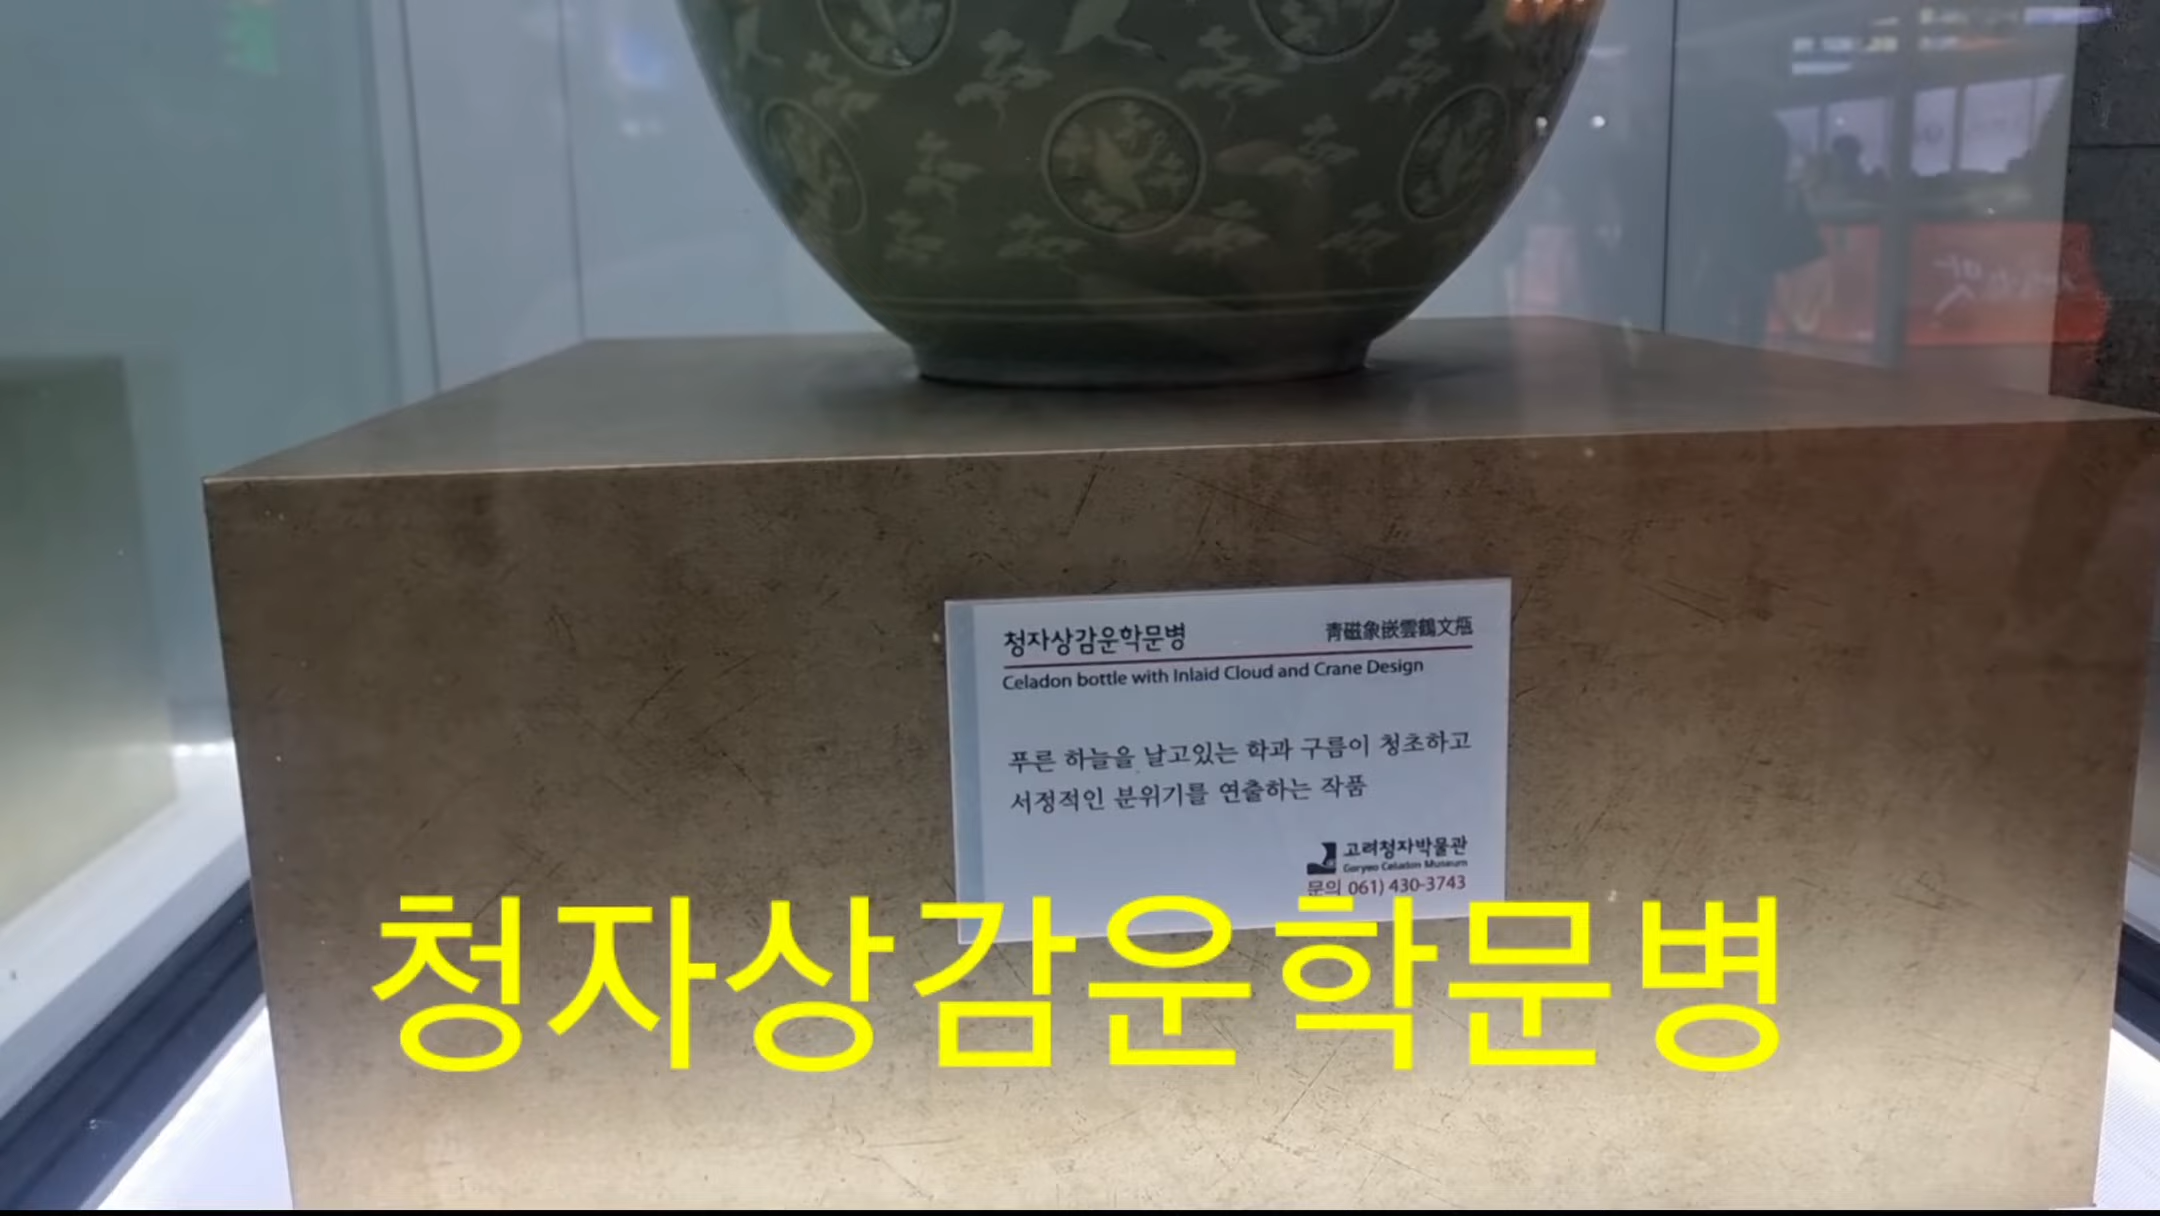 청자상감운학문병 青磁象嵌雲鶴文甁
Celadon bottle with Inlaid Cloud and Crane Design
푸른 하늘을 날고있는 학과 구름이 청초하고
서정적인 분위기를 연출하는 작품
고려청자박물관
Goryeo Celadon Museum
문의 061) 430-3743
청자상감운학문병